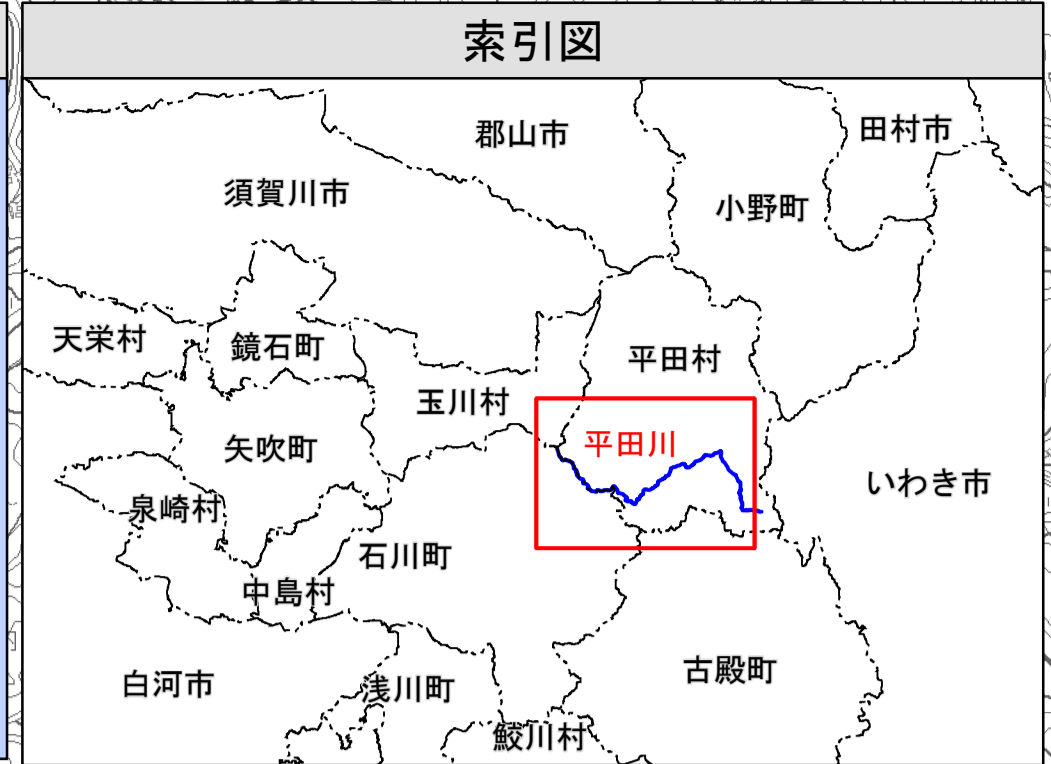 索引図
郡山市
田村市
須賀川市
小野町
天栄村
鏡石町
平田村
玉川村
矢吹町
平田川
いわき市
泉崎村
石川町
中島村
白河市
浅川町
古殿町
鮫川村